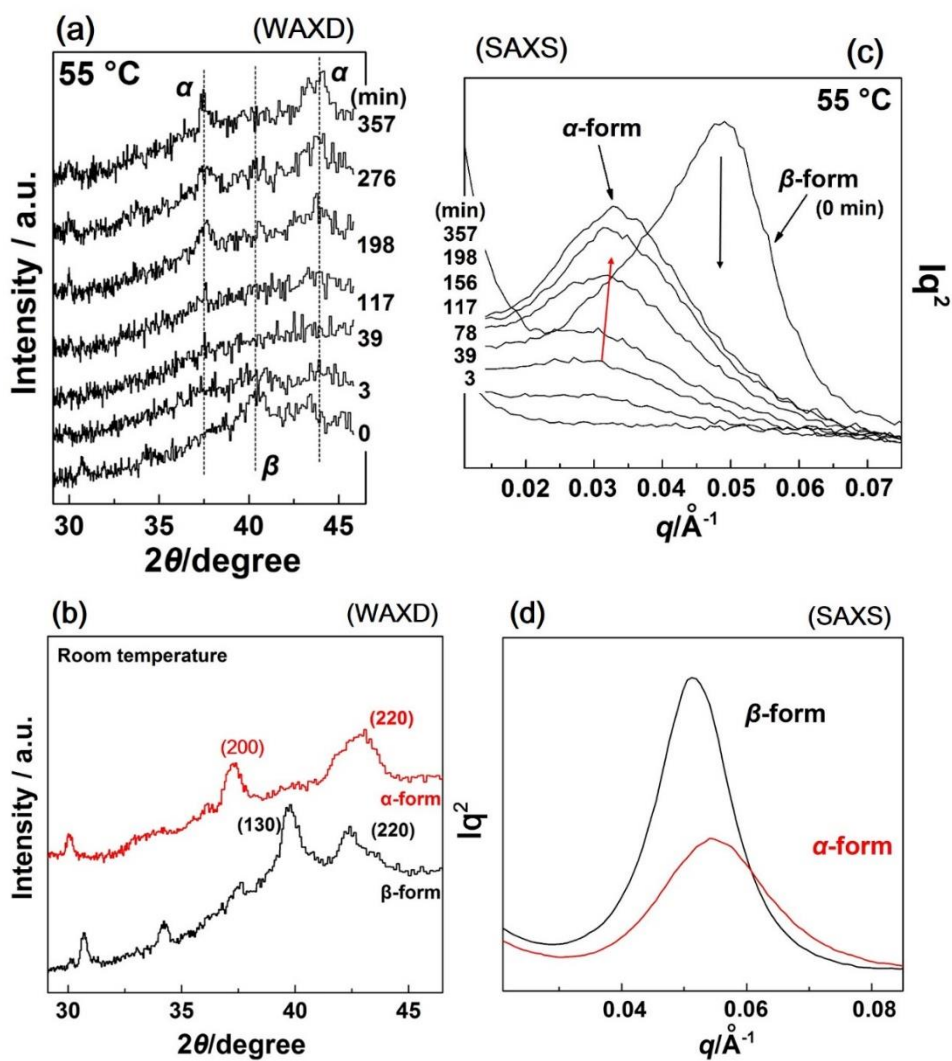 (a)
(WAXD)
55 °C
α
α
(min)
357
276
198
117
39
3
0
β
Intensity / a.u.
30 35 40 45
2θ/degree
(SAXS)
(c)
55 °C
α-form
β-form
(0 min)
(min)
357
198
156
117
78
39
3
Iq²
0.02 0.03 0.04 0.05 0.06 0.07
q/Å⁻¹
(b)
(WAXD)
Room temperature
(200)
(220)
α-form
(130)
(220)
β-form
Intensity / a.u.
30 35 40 45
2θ/degree
(d)
(SAXS)
β-form
α-form
Iq²
0.04 0.06 0.08
q/Å⁻¹